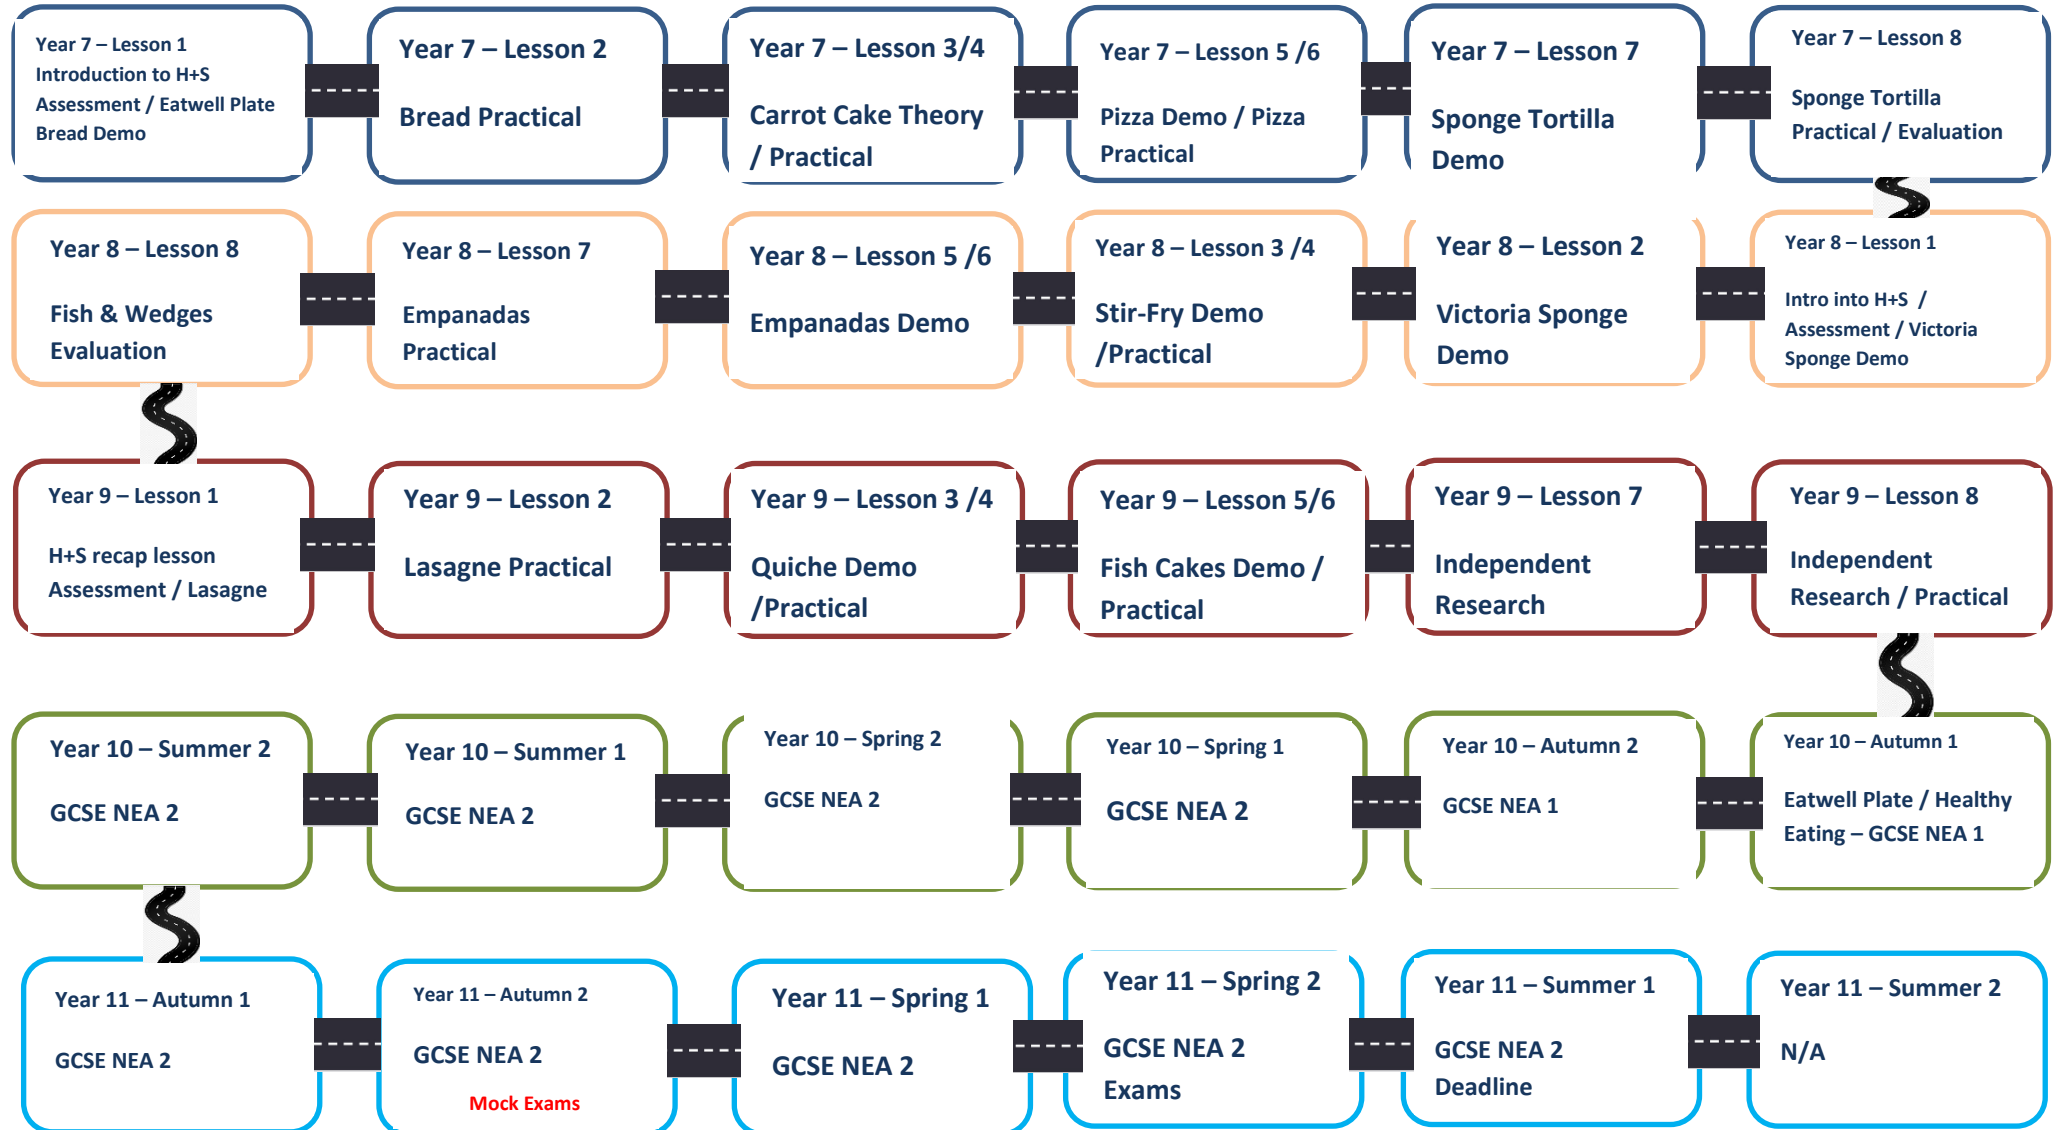 Year 7 – Lesson 1
Introduction to H+S
Assessment / Eatwell Plate
Bread Demo
Year 7 – Lesson 2
Bread Practical
Year 7 – Lesson 3/4
Carrot Cake Theory
/ Practical
Year 7 – Lesson 5 /6
Pizza Demo / Pizza
Practical
Year 7 – Lesson 7
Sponge Tortilla
Demo
Year 7 – Lesson 8
Sponge Tortilla
Practical / Evaluation
Year 8 – Lesson 8
Fish & Wedges
Evaluation
Year 8 – Lesson 7
Empanadas
Practical
Year 8 – Lesson 5 /6
Empanadas Demo
Year 8 – Lesson 3 /4
Stir-Fry Demo
/Practical
Year 8 – Lesson 2
Victoria Sponge
Demo
Year 8 – Lesson 1
Intro into H+S /
Assessment / Victoria
Sponge Demo
Year 9 – Lesson 1
H+S recap lesson
Assessment / Lasagne
Year 9 – Lesson 2
Lasagne Practical
Year 9 – Lesson 3 /4
Quiche Demo
/Practical
Year 9 – Lesson 5/6
Fish Cakes Demo /
Practical
Year 9 – Lesson 7
Independent
Research
Year 9 – Lesson 8
Independent
Research / Practical
Year 10 – Summer 2
GCSE NEA 2
Year 10 – Summer 1
GCSE NEA 2
Year 10 – Spring 2
GCSE NEA 2
Year 10 – Spring 1
GCSE NEA 2
Year 10 – Autumn 2
GCSE NEA 1
Year 10 – Autumn 1
Eatwell Plate / Healthy
Eating – GCSE NEA 1
Year 11 – Autumn 1
GCSE NEA 2
Year 11 – Autumn 2
GCSE NEA 2
Mock Exams
Year 11 – Spring 1
GCSE NEA 2
Year 11 – Spring 2
GCSE NEA 2
Exams
Year 11 – Summer 1
GCSE NEA 2
Deadline
Year 11 – Summer 2
N/A